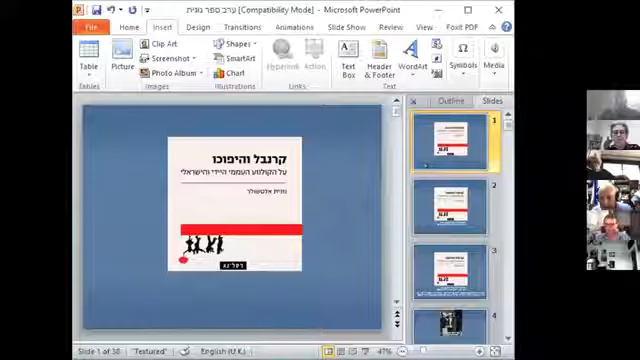 ערב ספר גוזית [Compatibility Mode] - Microsoft PowerPoint
File Home Insert Design Transitions Animations Slide Show Review View Foxit PDF
Table
Picture
Clip Art
Screenshot
Photo Album
Shapes
SmartArt
Chart
Hyperlink
Action
Text Box
Header & Footer
WordArt
Symbols
Media
Tables Images Illustrations Links Text
Outline Slides
קרנבל והיפוכו
על הקולנוע העממי היידי והישראלי
רסלינג
1
2
3
4
Slide 1 of 38 "Textured" English (U.K.) 47%